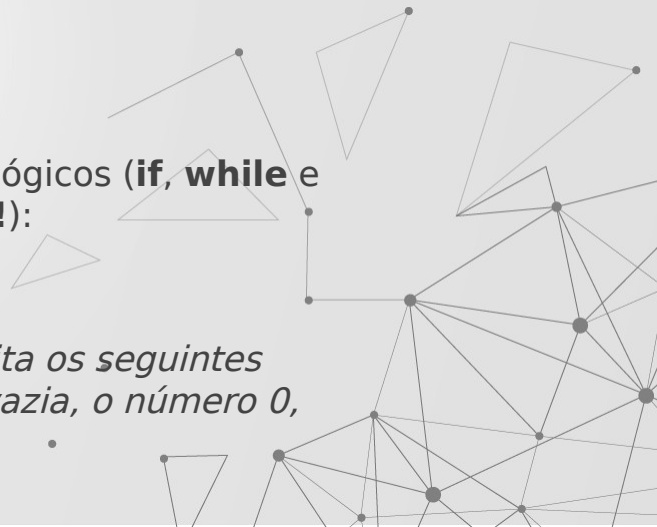 ógicos (if, while e
!):
ta os seguintes
azia, o número 0,